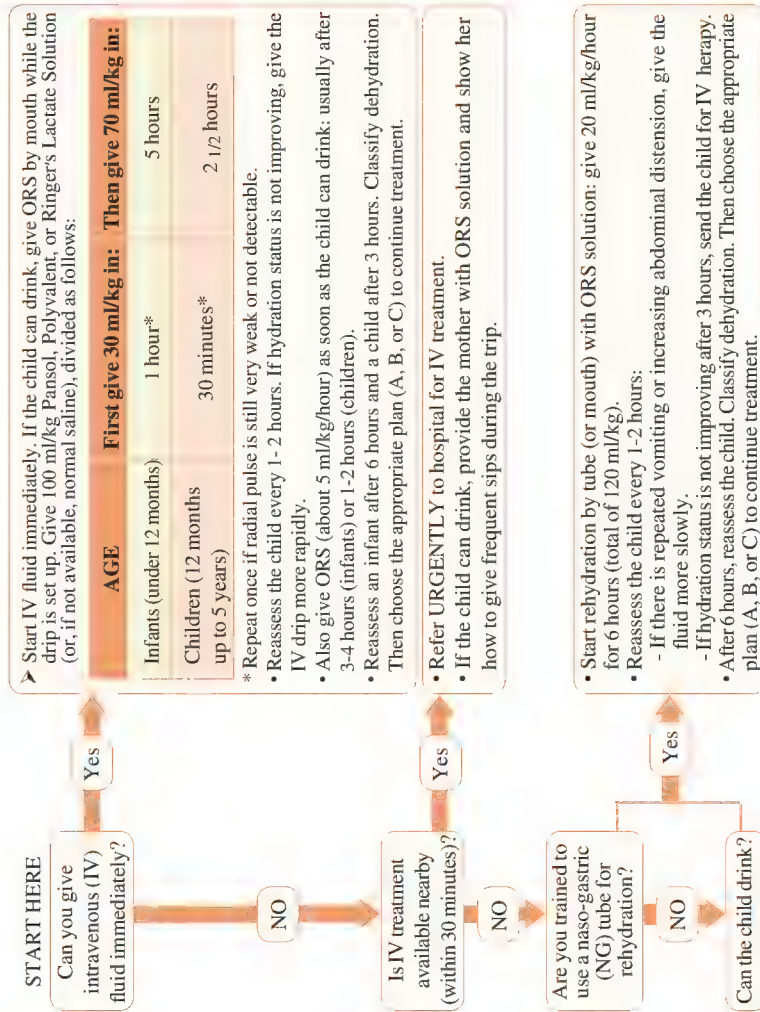 START HERE
Can you give
intravenous (IV)
fluid immediately?
Yes
➤ Start IV fluid immediately. If the child can drink, give ORS by mouth while the
drip is set up. Give 100 ml/kg Pansol, Polyvalent, or Ringer's Lactate Solution
(or, if not available, normal saline), divided as follows:
AGE First give 30 ml/kg in: Then give 70 ml/kg in:
Infants (under 12 months) 1 hour* 5 hours
Children (12 months
up to 5 years) 30 minutes* 2 1/2 hours
* Repeat once if radial pulse is still very weak or not detectable.
• Reassess the child every 1- 2 hours. If hydration status is not improving, give the
IV drip more rapidly.
• Also give ORS (about 5 ml/kg/hour) as soon as the child can drink: usually after
3-4 hours (infants) or 1-2 hours (children).
• Reassess an infant after 6 hours and a child after 3 hours. Classify dehydration.
Then choose the appropriate plan (A, B, or C) to continue treatment.
NO
Is IV treatment
available nearby
(within 30 minutes)?
Yes
• Refer URGENTLY to hospital for IV treatment.
• If the child can drink, provide the mother with ORS solution and show her
how to give frequent sips during the trip.
NO
Are you trained to
use a naso-gastric
(NG) tube for
rehydration?
NO
Can the child drink?
Yes
• Start rehydration by tube (or mouth) with ORS solution: give 20 ml/kg/hour
for 6 hours (total of 120 ml/kg).
• Reassess the child every 1-2 hours:
- If there is repeated vomiting or increasing abdominal distension, give the
fluid more slowly.
- If hydration status is not improving after 3 hours, send the child for IV herapy.
• After 6 hours, reassess the child. Classify dehydration. Then choose the appropriate
plan (A, B, or C) to continue treatment.